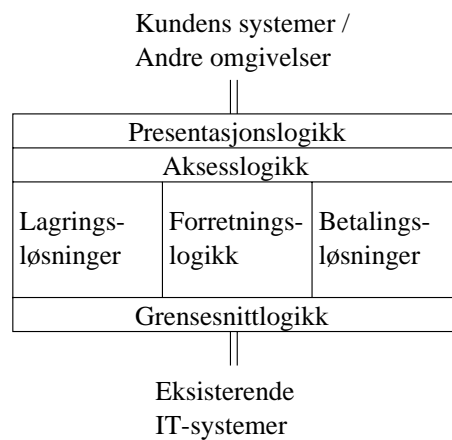 Kundens systemer /
Andre omgivelser
Presentasjonslogikk
Aksesslogikk
Lagrings-
løsninger
Forretnings-
logikk
Betalings-
løsninger
Grensesnittlogikk
Eksisterende
IT-systemer